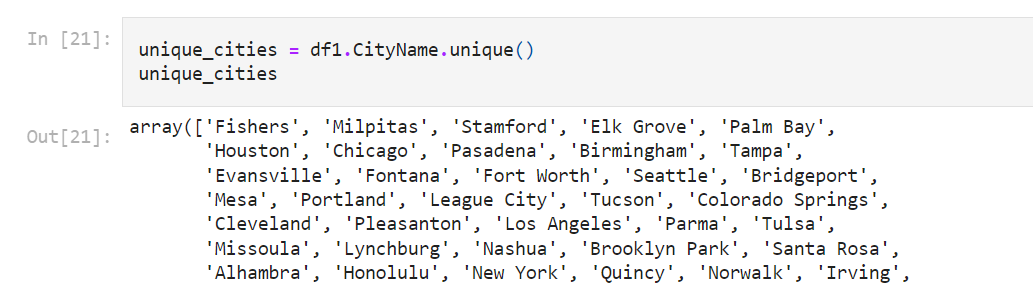 In [21]:
unique_cities = df1.CityName.unique()
unique_cities
Out[21]:
array(['Fishers', 'Milpitas', 'Stamford', 'Elk Grove', 'Palm Bay',
'Houston', 'Chicago', 'Pasadena', 'Birmingham', 'Tampa',
'Evansville', 'Fontana', 'Fort Worth', 'Seattle', 'Bridgeport',
'Mesa', 'Portland', 'League City', 'Tucson', 'Colorado Springs',
'Cleveland', 'Pleasanton', 'Los Angeles', 'Parma', 'Tulsa',
'Missoula', 'Lynchburg', 'Nashua', 'Brooklyn Park', 'Santa Rosa',
'Alhambra', 'Honolulu', 'New York', 'Quincy', 'Norwalk', 'Irving',